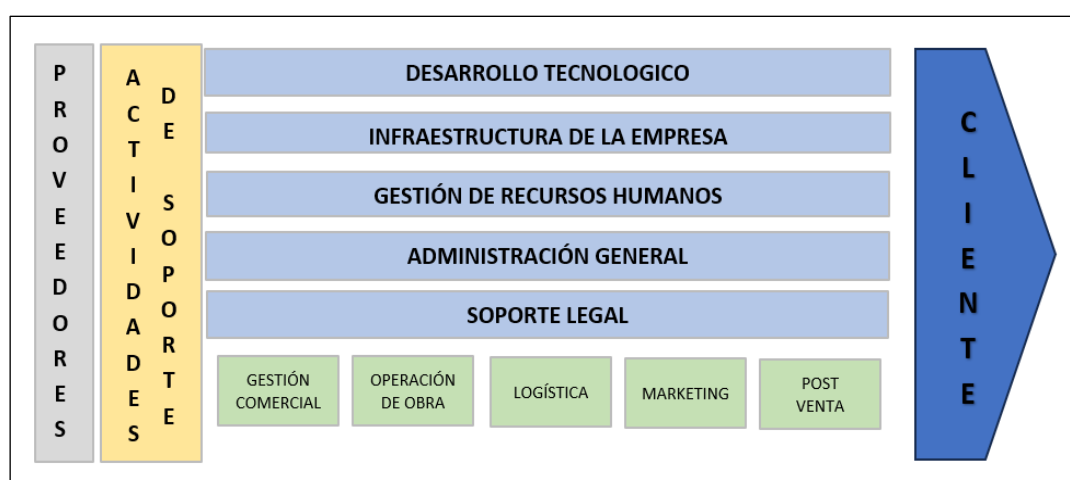 PROVEEDORES
ACTIVIDADES
DE SOPORTE
DESARROLLO TECNOLOGICO
INFRAESTRUCTURA DE LA EMPRESA
GESTIÓN DE RECURSOS HUMANOS
ADMINISTRACIÓN GENERAL
SOPORTE LEGAL
GESTIÓN
COMERCIAL
OPERACIÓN
DE OBRA
LOGÍSTICA
MARKETING
POST
VENTA
CLIENTE